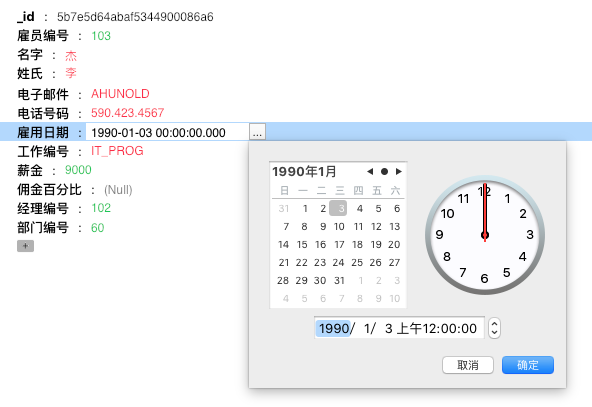 _id : 5b7e5d64abaf5344900086a6
雇员编号 : 103
名字 : 杰
姓氏 : 李
电子邮件 : AHUNOLD
电话号码 : 590.423.4567
雇用日期 : 1990-01-03 00:00:00.000 ...
工作编号 : IT_PROG
薪金 : 9000
佣金百分比 : (Null)
经理编号 : 102
部门编号 : 60
+
1990年1月
日 一 二 三 四 五 六
31 1 2 3 4 5 6
7 8 9 10 11 12 13
14 15 16 17 18 19 20
21 22 23 24 25 26 27
28 29 30 31 1 2 3
4 5 6 7 8 9 10
12 1 2 3 4 5 6 7 8 9 10 11
1990/ 1/ 3 上午12:00:00
取消 确定